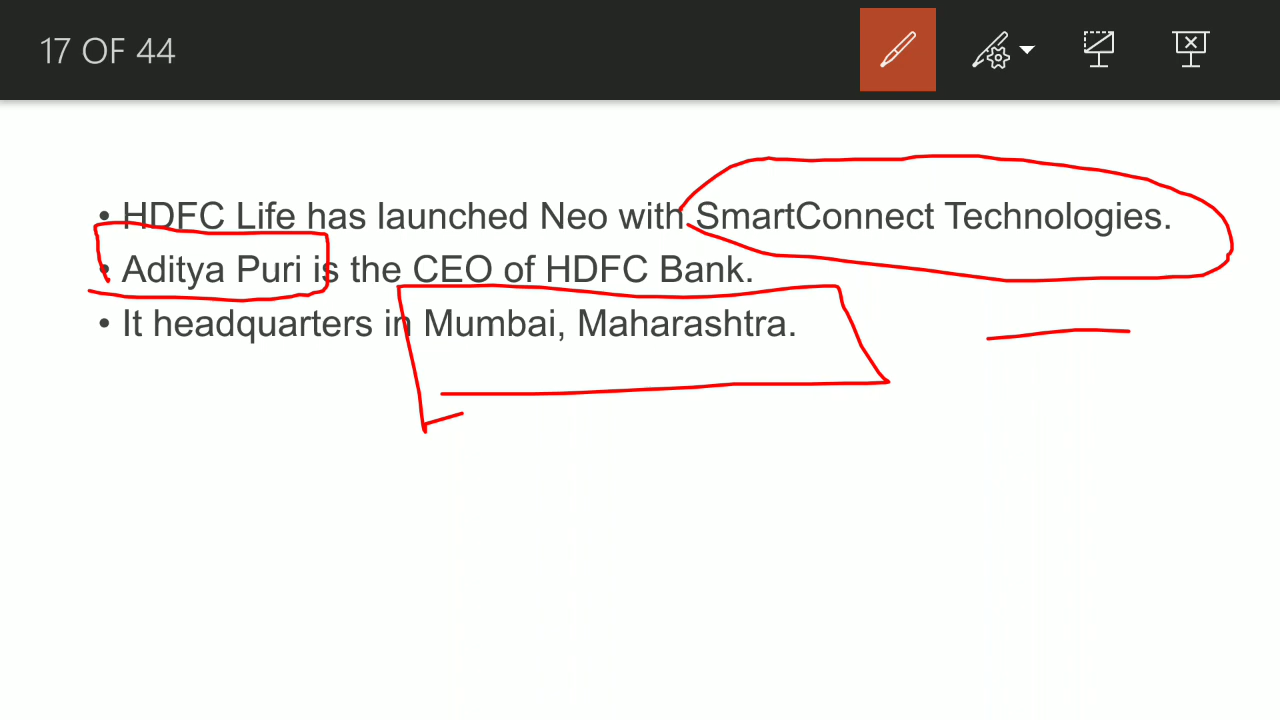 17 OF 44
• HDFC Life has launched Neo with SmartConnect Technologies.
• Aditya Puri is the CEO of HDFC Bank.
• It headquarters in Mumbai, Maharashtra.